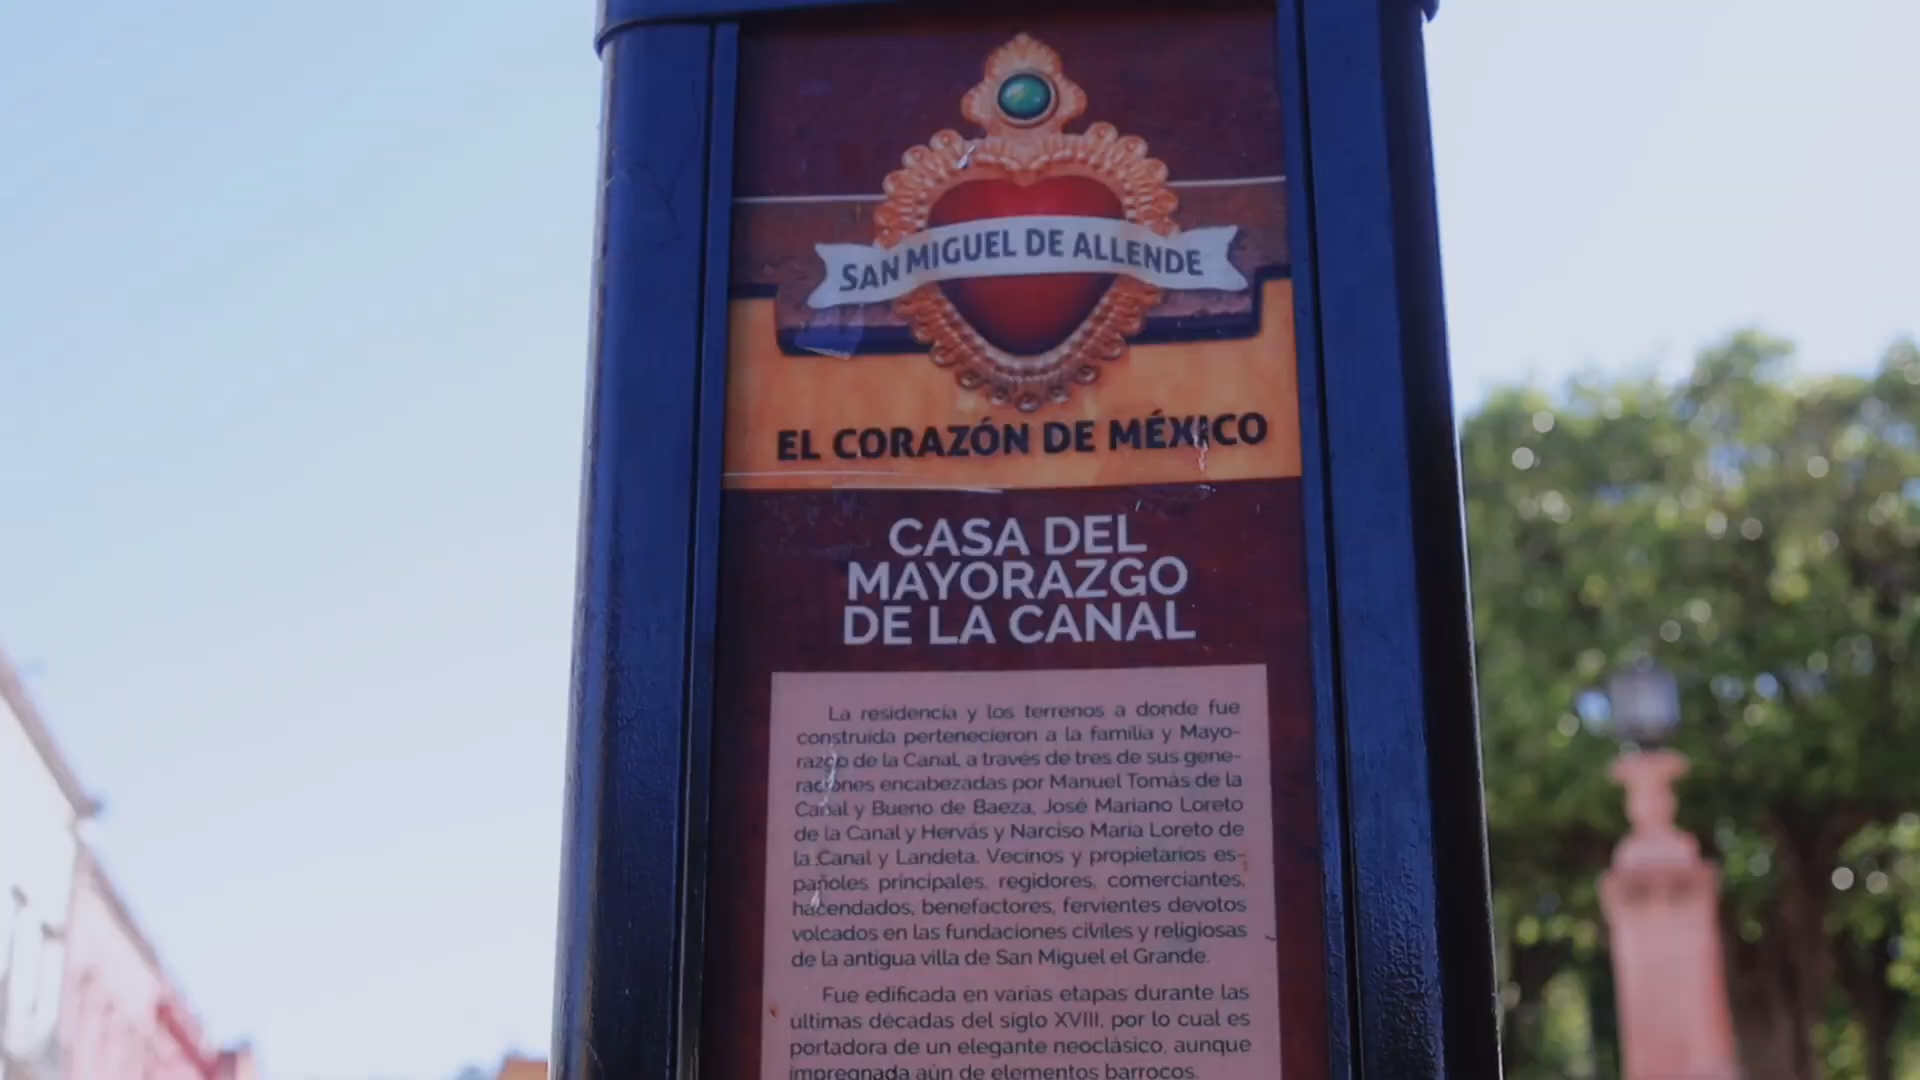 SAN MIGUEL DE ALLENDE
EL CORAZÓN DE MÉXICO
CASA DEL
MAYORAZGO
DE LA CANAL
La residencia y los terrenos a donde fue
construida pertenecieron a la familia y Mayo-
razgo de la Canal, a través de tres de sus gene-
raciones encabezadas por Manuel Tomás de la
Canal y Bueno de Baeza, José Mariano Loreto
de la Canal y Hervás y Narciso María Loreto de
la Canal y Landeta. Vecinos y propietarios es-
pañoles principales, regidores, comerciantes,
hacendados, benefactores, fervientes devotos
volcados en las fundaciones civiles y religiosas
de la antigua villa de San Miguel el Grande.
Fue edificada en varias etapas durante las
últimas décadas del siglo XVIII, por lo cual es
portadora de un elegante neoclásico, aunque
impregnada aún de elementos barrocos.